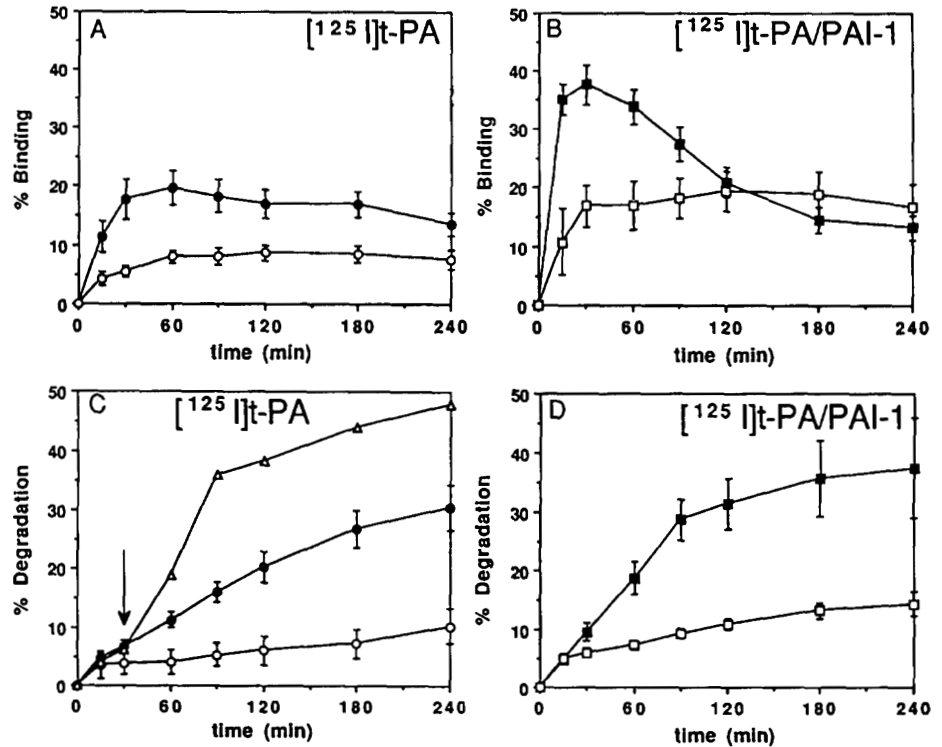 A
[¹²⁵ I]t-PA
50
40
30
20
10
0
% Binding
0 60 120 180 240
time (min)
B
[¹²⁵ I]t-PA/PAI-1
50
40
30
20
10
0
% Binding
0 60 120 180 240
time (min)
C
[¹²⁵ I]t-PA
50
40
30
20
10
0
% Degradation
0 60 120 180 240
time (min)
D
[¹²⁵ I]t-PA/PAI-1
50
40
30
20
10
0
% Degradation
0 60 120 180 240
time (min)